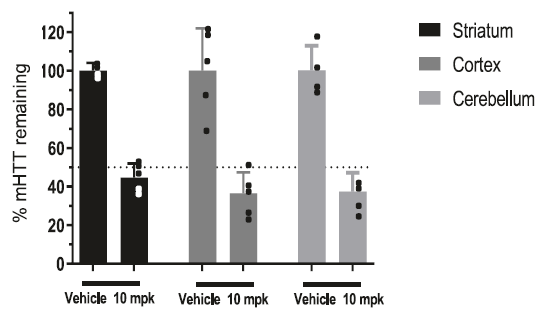 % mHTT remaining
120
100
80
60
40
20
0
Vehicle 10 mpk Vehicle 10 mpk Vehicle 10 mpk
Striatum
Cortex
Cerebellum